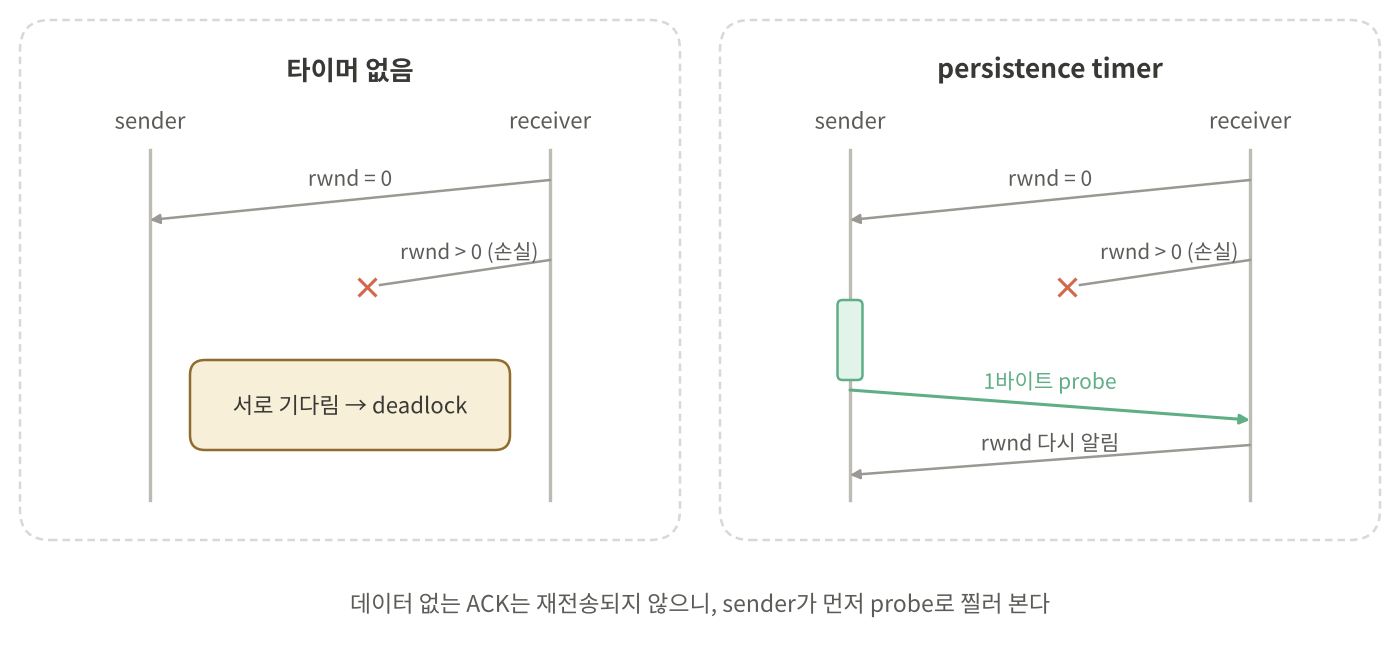 타이머 없음
sender
receiver
rwnd = 0
rwnd > 0 (손실)
서로 기다림 → deadlock
persistence timer
sender
receiver
rwnd = 0
rwnd > 0 (손실)
1바이트 probe
rwnd 다시 알림
데이터 없는 ACK는 재전송되지 않으니, sender가 먼저 probe로 찔러 본다